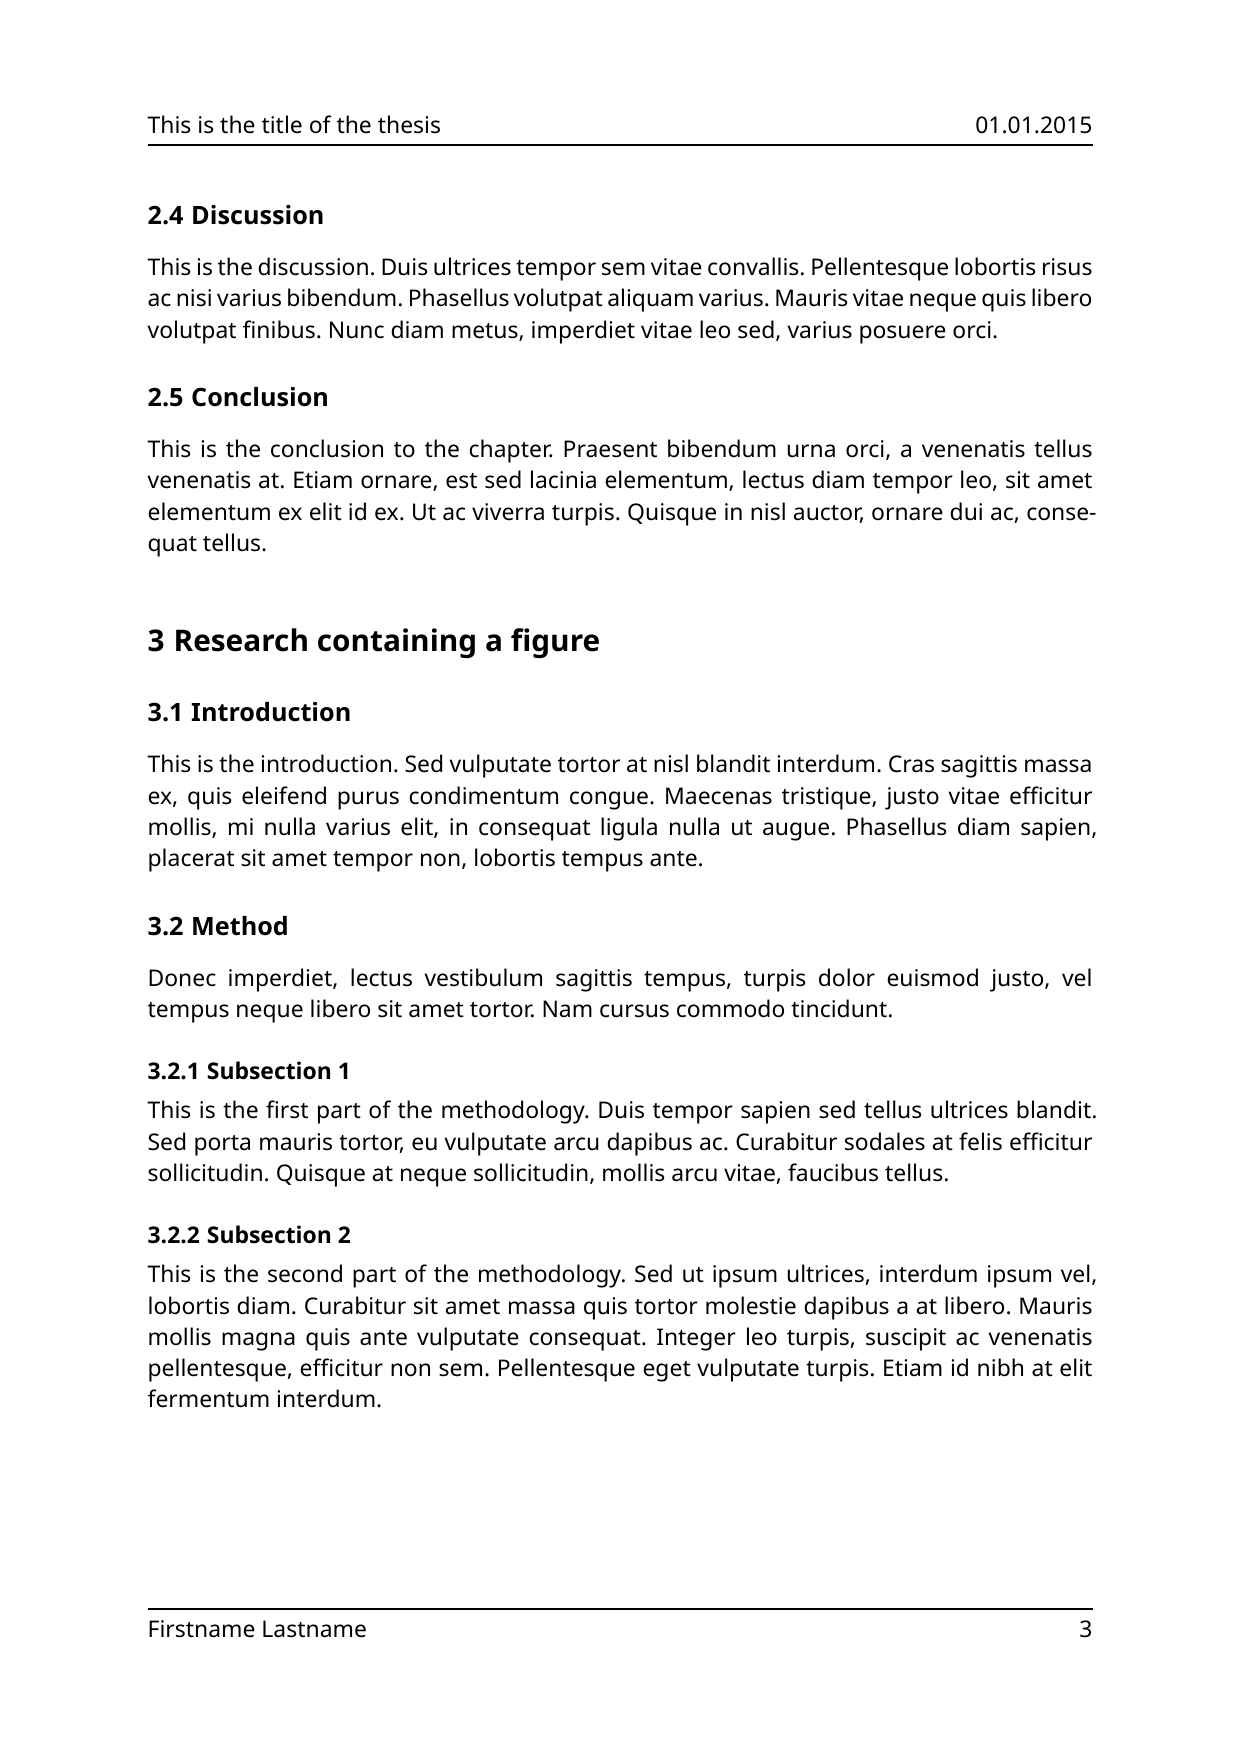 This is the title of the thesis 01.01.2015
2.4 Discussion
This is the discussion. Duis ultrices tempor sem vitae convallis. Pellentesque lobortis risus
ac nisi varius bibendum. Phasellus volutpat aliquam varius. Mauris vitae neque quis libero
volutpat finibus. Nunc diam metus, imperdiet vitae leo sed, varius posuere orci.
2.5 Conclusion
This is the conclusion to the chapter. Praesent bibendum urna orci, a venenatis tellus
venenatis at. Etiam ornare, est sed lacinia elementum, lectus diam tempor leo, sit amet
elementum ex elit id ex. Ut ac viverra turpis. Quisque in nisl auctor, ornare dui ac, conse-
quat tellus.
3 Research containing a figure
3.1 Introduction
This is the introduction. Sed vulputate tortor at nisl blandit interdum. Cras sagittis massa
ex, quis eleifend purus condimentum congue. Maecenas tristique, justo vitae efficitur
mollis, mi nulla varius elit, in consequat ligula nulla ut augue. Phasellus diam sapien,
placerat sit amet tempor non, lobortis tempus ante.
3.2 Method
Donec imperdiet, lectus vestibulum sagittis tempus, turpis dolor euismod justo, vel
tempus neque libero sit amet tortor. Nam cursus commodo tincidunt.
3.2.1 Subsection 1
This is the first part of the methodology. Duis tempor sapien sed tellus ultrices blandit.
Sed porta mauris tortor, eu vulputate arcu dapibus ac. Curabitur sodales at felis efficitur
sollicitudin. Quisque at neque sollicitudin, mollis arcu vitae, faucibus tellus.
3.2.2 Subsection 2
This is the second part of the methodology. Sed ut ipsum ultrices, interdum ipsum vel,
lobortis diam. Curabitur sit amet massa quis tortor molestie dapibus a at libero. Mauris
mollis magna quis ante vulputate consequat. Integer leo turpis, suscipit ac venenatis
pellentesque, efficitur non sem. Pellentesque eget vulputate turpis. Etiam id nibh at elit
fermentum interdum.
Firstname Lastname 3